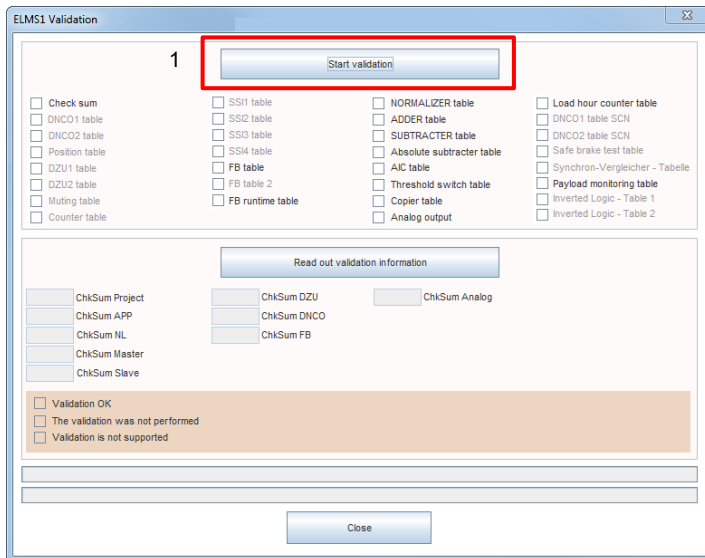 ELMS1 Validation
1
Start validation
Check sum
DNCO1 table
DNCO2 table
Position table
DZU1 table
DZU2 table
Muting table
Counter table
SSI1 table
SSI2 table
SSI3 table
SSI4 table
FB table
FB table 2
FB runtime table
NORMALIZER table
ADDER table
SUBTRACTER table
Absolute subtracter table
AIC table
Threshold switch table
Copier table
Analog output
Load hour counter table
DNCO1 table SCN
DNCO2 table SCN
Safe brake test table
Synchron-Vergleicher - Tabelle
Payload monitoring table
Inverted Logic - Table 1
Inverted Logic - Table 2
Read out validation information
ChkSum Project
ChkSum APP
ChkSum NL
ChkSum Master
ChkSum Slave
ChkSum DZU
ChkSum DNCO
ChkSum FB
ChkSum Analog
Validation OK
The validation was not performed
Validation is not supported
Close